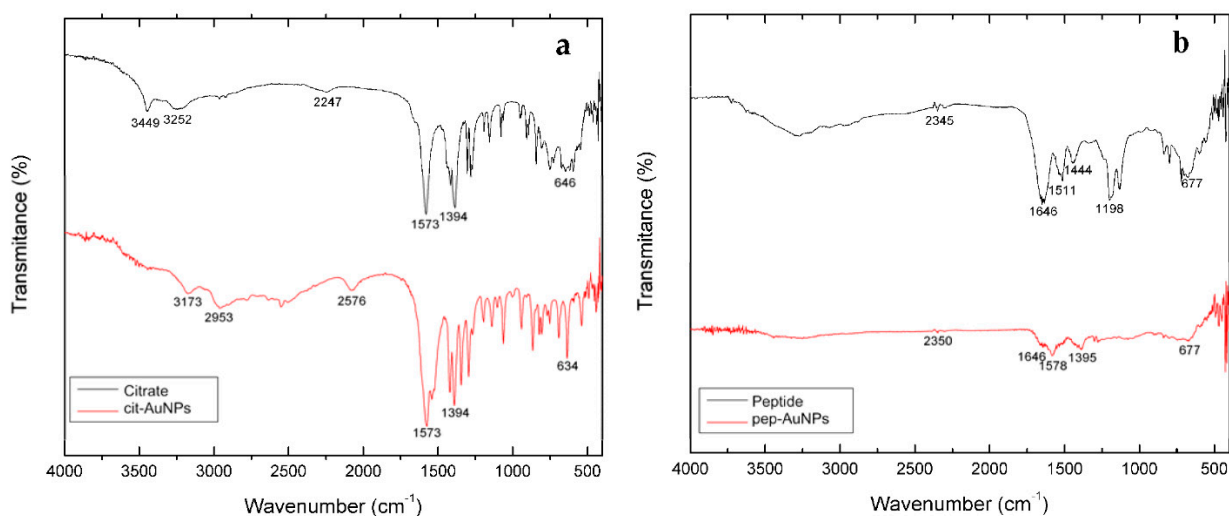 a
3449 3252 2247 1573 1394 646
3173 2953 2576 1573 1394 634
Citrate
cit-AuNPs
4000 3500 3000 2500 2000 1500 1000 500
Wavenumber (cm⁻¹)
Transmitance (%)
b
2345 1646 1511 1444 1198 677
2350 1646 1578 1395 677
Peptide
pep-AuNPs
4000 3500 3000 2500 2000 1500 1000 500
Wavenumber (cm⁻¹)
Transmitance (%)